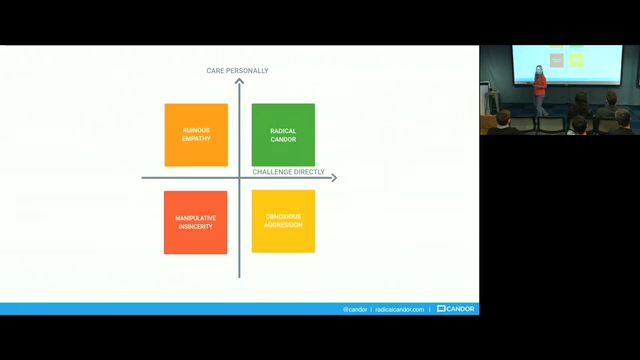 CARE PERSONALLY
RUINOUS
EMPATHY
RADICAL
CANDOR
CHALLENGE DIRECTLY
MANIPULATIVE
INSINCERITY
OBNOXIOUS
AGGRESSION
@candor | radicalcandor.com | CANDOR